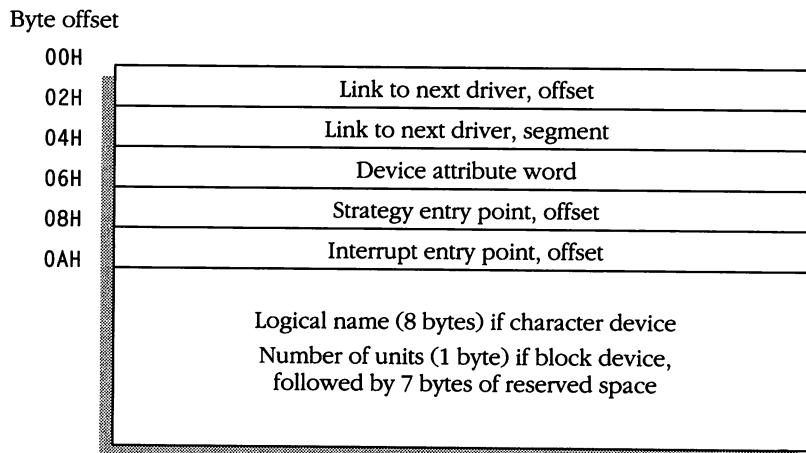 Byte offset
00H
Link to next driver, offset
02H
Link to next driver, segment
04H
Device attribute word
06H
Strategy entry point, offset
08H
Interrupt entry point, offset
0AH
Logical name (8 bytes) if character device
Number of units (1 byte) if block device,
followed by 7 bytes of reserved space